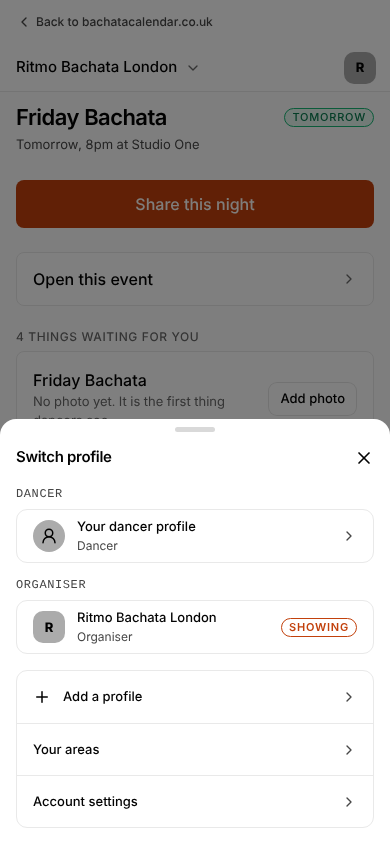 Back to bachatacalendar.co.uk
Ritmo Bachata London
R
Friday Bachata
TOMORROW
Tomorrow, 8pm at Studio One
Share this night
Open this event
4 THINGS WAITING FOR YOU
Friday Bachata
No photo yet. It is the first thing
Add photo
Switch profile
DANCER
Your dancer profile
Dancer
ORGANISER
R
Ritmo Bachata London
Organiser
SHOWING
Add a profile
Your areas
Account settings